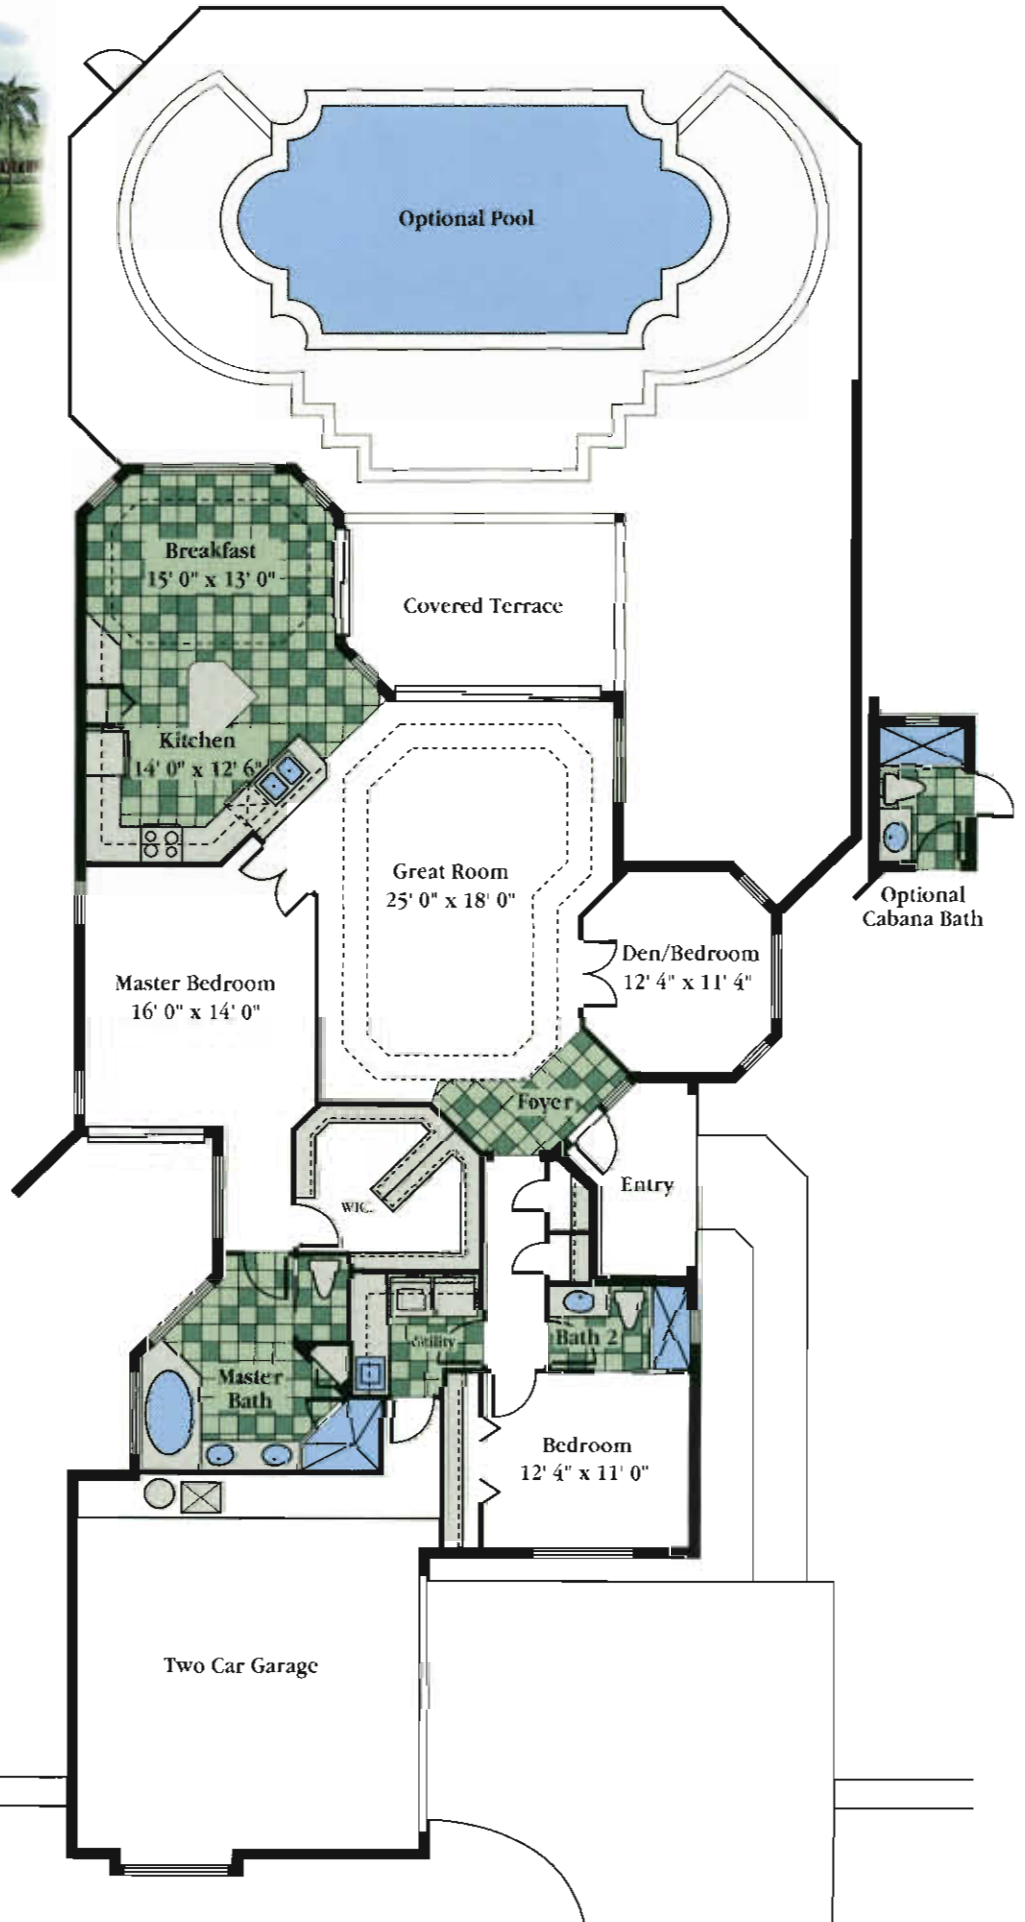 Optional Pool
Breakfast
15' 0" x 13' 0"
Covered Terrace
Kitchen
14' 0" x 12' 6"
Great Room
25' 0" x 18' 0"
Optional
Cabana Bath
Den/Bedroom
12' 4" x 11' 4"
Master Bedroom
16' 0" x 14' 0"
Foyer
Entry
W.I.C.
Utility
Bath 2
Master
Bath
Bedroom
12' 4" x 11' 0"
Two Car Garage